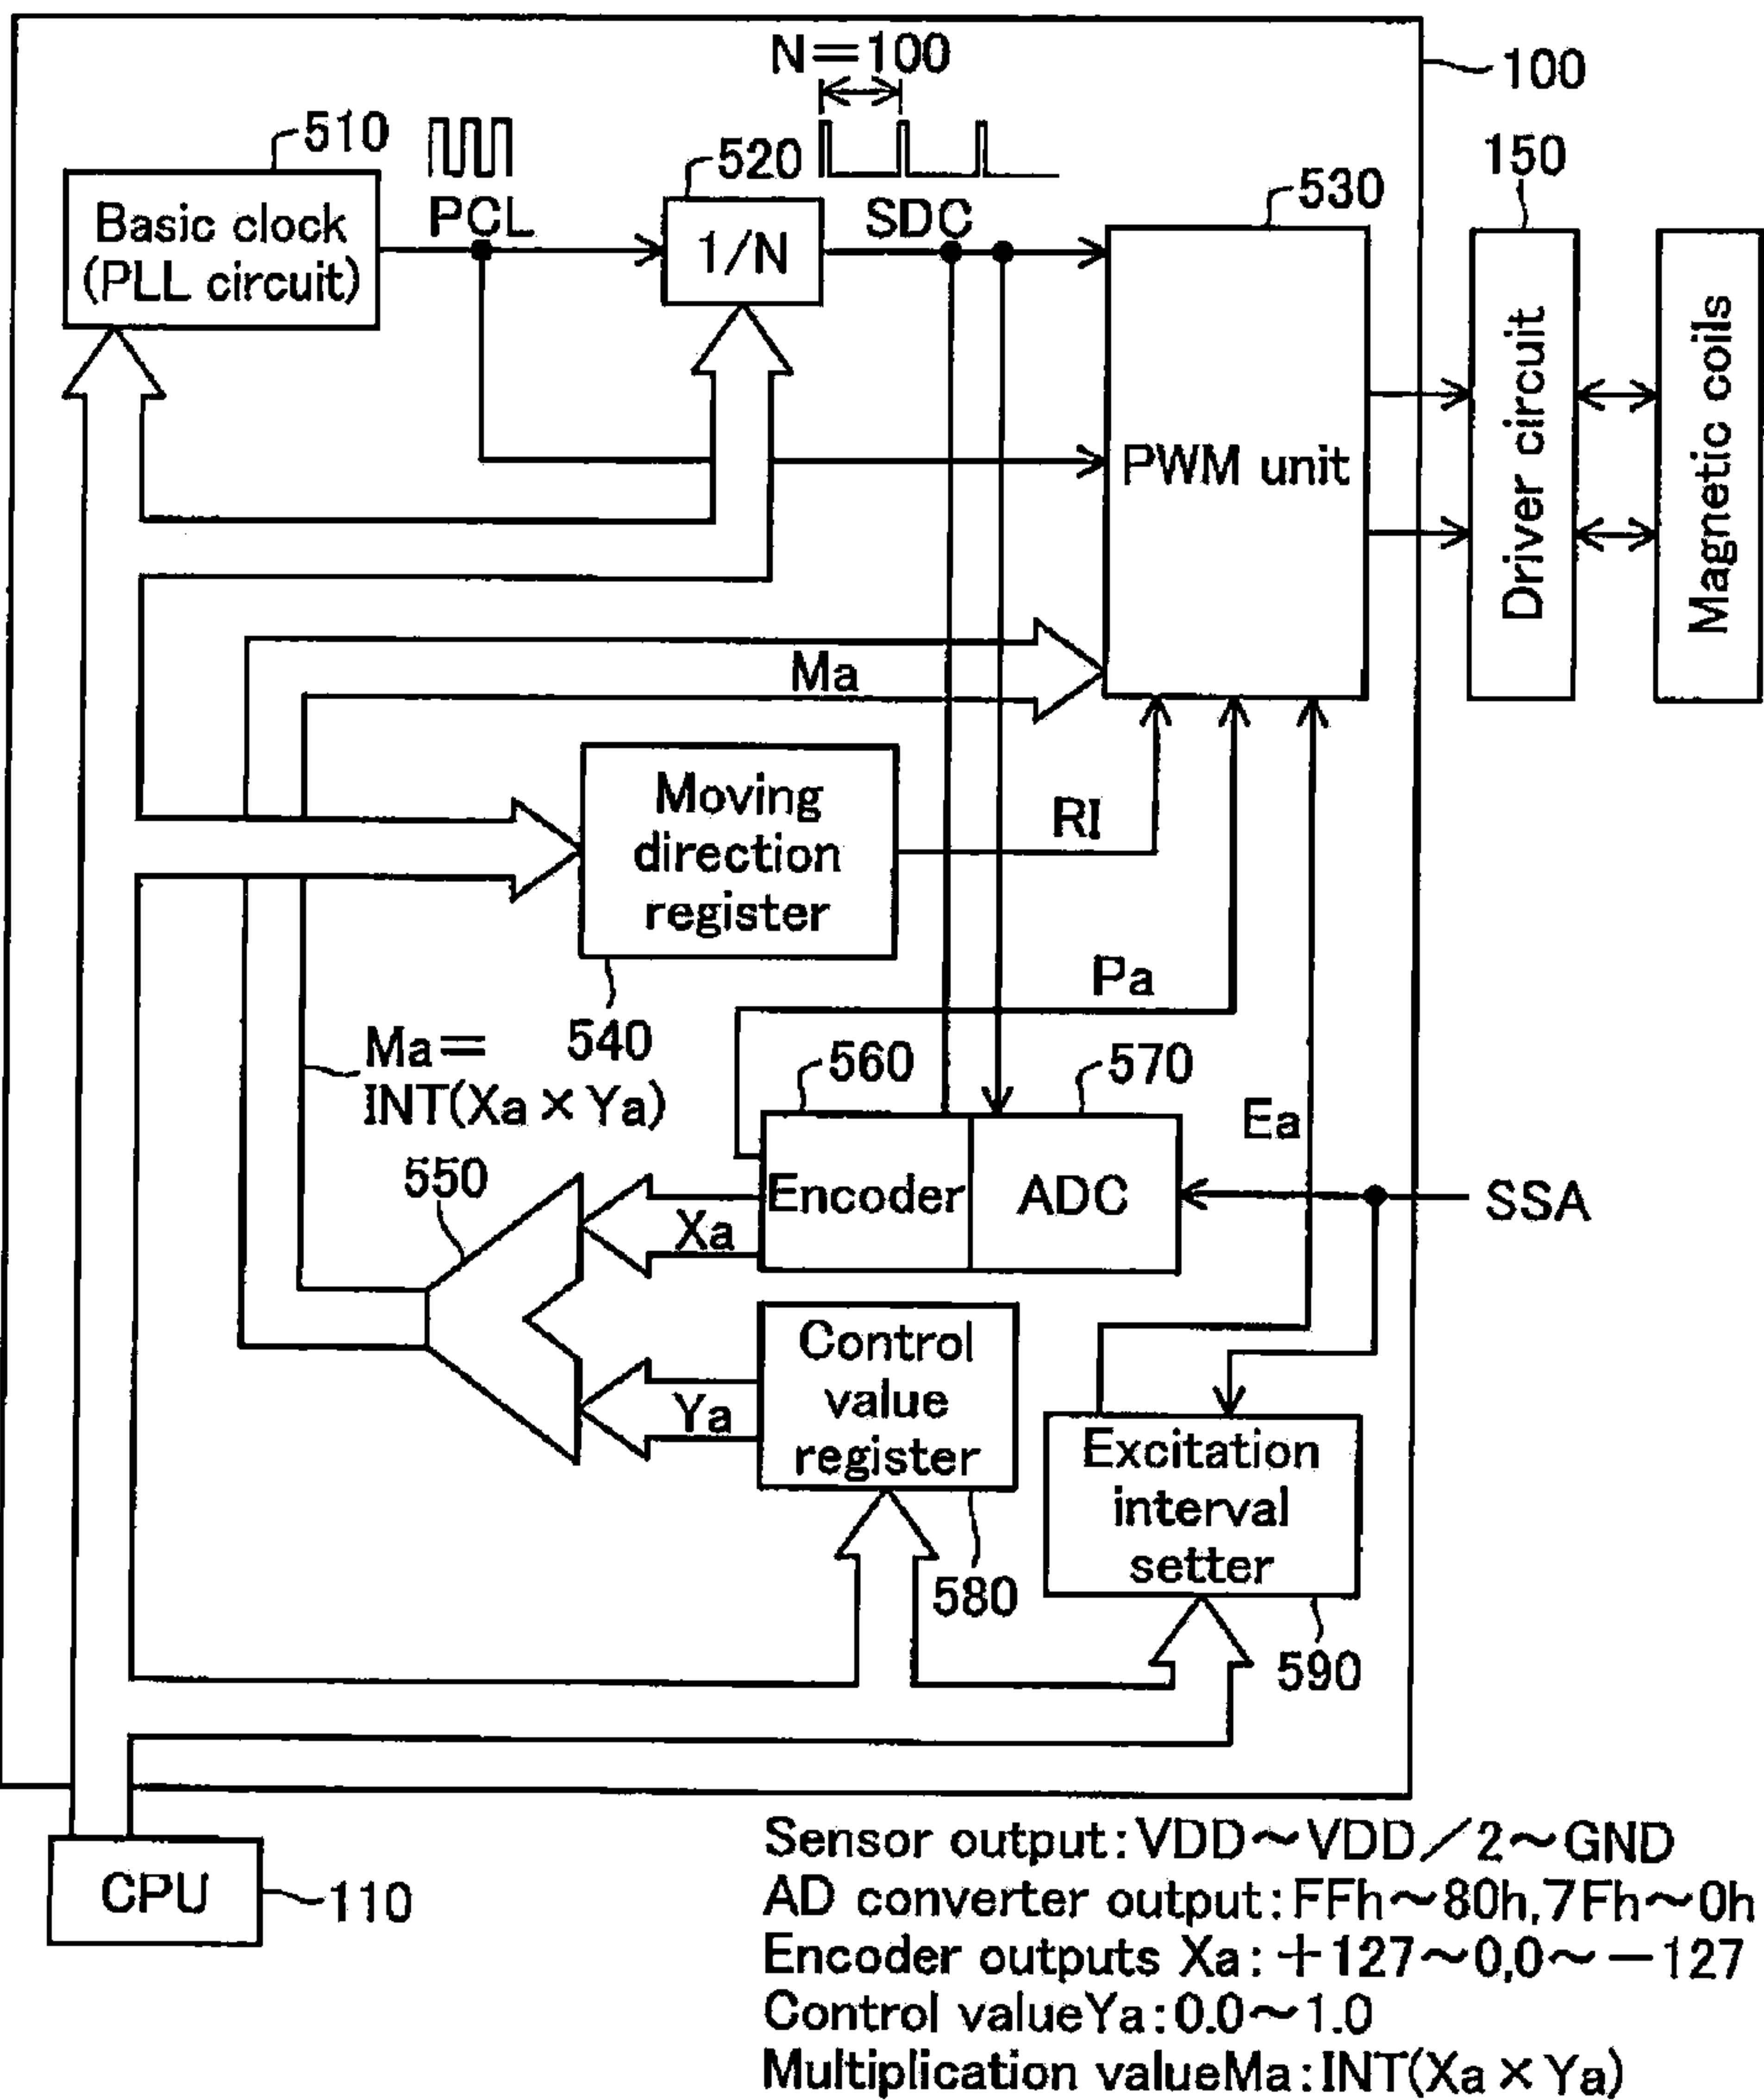 N=100
100
510
PCL
520
SDC
530
150
Basic clock
(PLL circuit)
1/N
PWM unit
Driver circuit
Magnetic coils
Ma
Moving
direction
register
RI
540
Pa
Ma=
INT(Xa×Ya)
560
570
Ea
550
Encoder
ADC
SSA
Xa
Control
value
register
Ya
Excitation
interval
setter
580
590
CPU
110
Sensor output:VDD~VDD/2~GND
AD converter output:FFh~80h,7Fh~0h
Encoder outputs Xa:+127~0,0~-127
Control valueYa:0.0~1.0
Multiplication valueMa:INT(Xa×Ya)